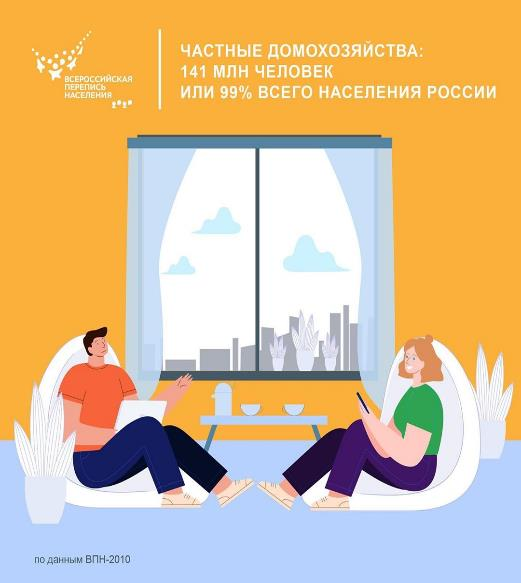 ВСЕРОССИЙСКАЯ
ПЕРЕПИСЬ
НАСЕЛЕНИЯ
ЧАСТНЫЕ ДОМОХОЗЯЙСТВА:
141 МЛН ЧЕЛОВЕК
ИЛИ 99% ВСЕГО НАСЕЛЕНИЯ РОССИИ
по данным ВПН-2010